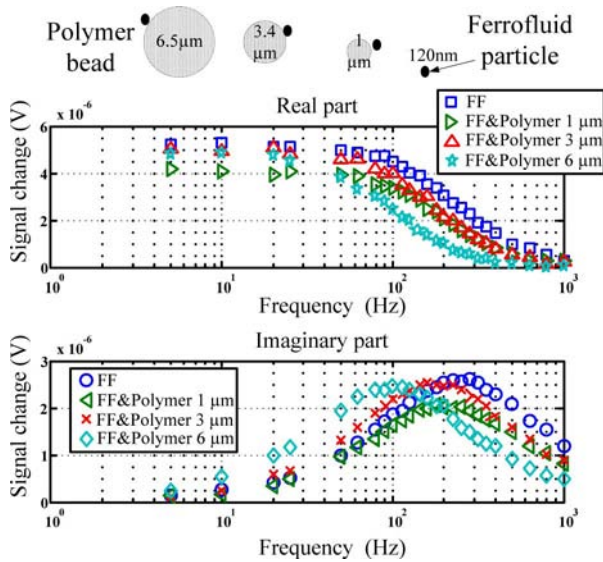 Polymer bead
6.5µm
3.4 µm
1 µm
120nm
Ferrofluid particle
x 10⁻⁶
Real part
FF
FF&Polymer 1 µm
FF&Polymer 3 µm
FF&Polymer 6 µm
Signal change (V)
6
4
2
0
10⁰ 10¹ 10² 10³
Frequency (Hz)
x 10⁻⁶
Imaginary part
FF
FF&Polymer 1 µm
FF&Polymer 3 µm
FF&Polymer 6 µm
Signal change (V)
3
2
1
0
10⁰ 10¹ 10² 10³
Frequency (Hz)